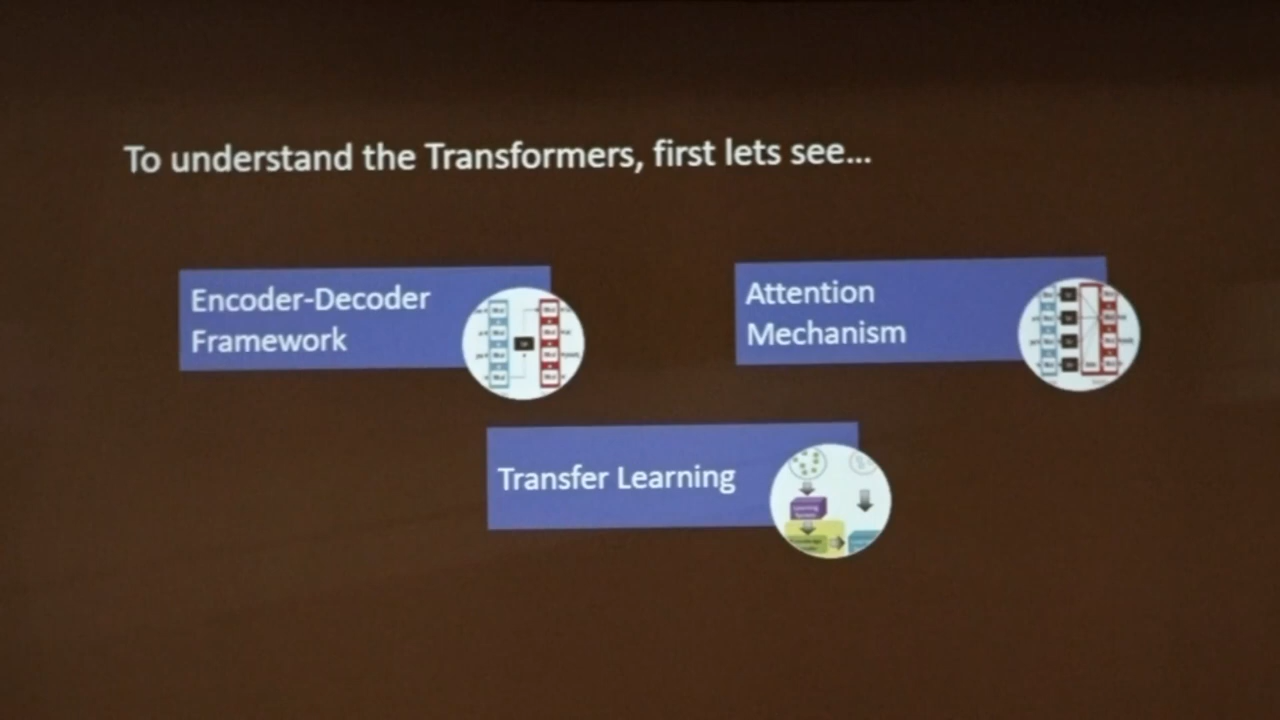 To understand the Transformers, first lets see...
Encoder-Decoder
Framework
Attention
Mechanism
Transfer Learning